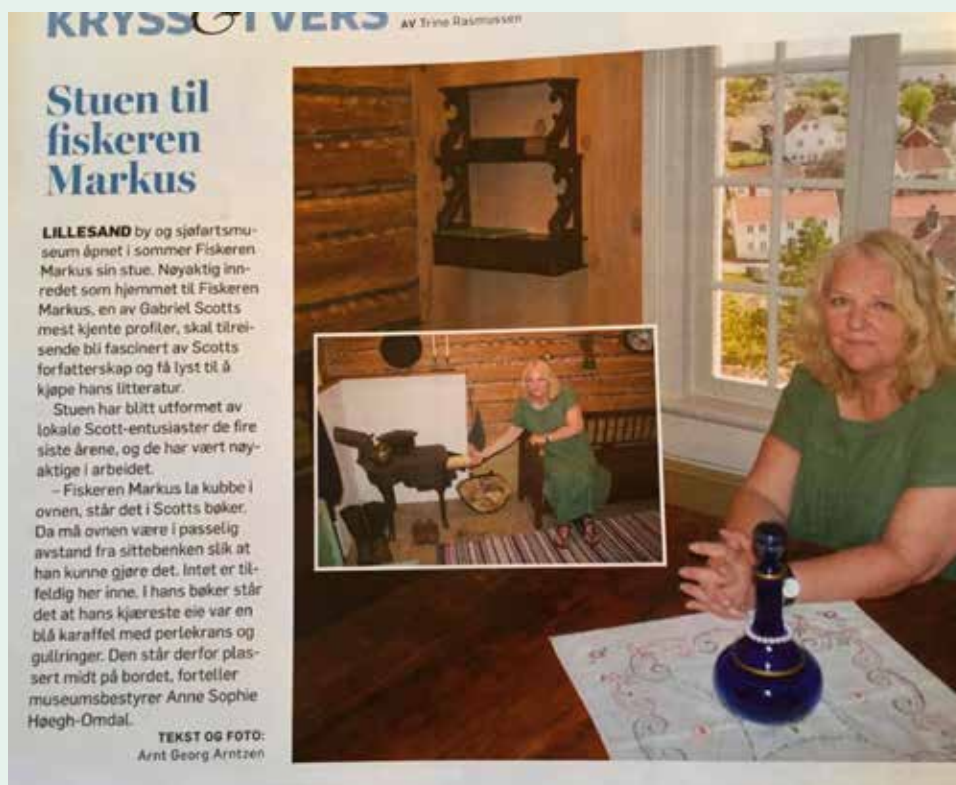 KRYSS&TVERS
AV Trine Rasmussen
Stuen til
fiskeren
Markus
LILLESAND by og sjøfartsmu-
seum åpnet i sommer Fiskeren
Markus sin stue. Nøyaktig inn-
redet som hjemmet til Fiskeren
Markus, en av Gabriel Scotts
mest kjente profiler, skal tilrei-
sende bli fascinert av Scotts
forfatterskap og få lyst til å
kjøpe hans litteratur.
Stuen har blitt utformet av
lokale Scott-entusiaster de fire
siste årene, og de har vært nøy-
aktige i arbeidet.
– Fiskeren Markus la kubbe i
ovnen, står det i Scotts bøker.
Da må ovnen være i passelig
avstand fra sittebenken slik at
han kunne gjøre det. Intet er til-
feldig her inne. I hans bøker står
det at hans kjæreste eie var en
blå karaffel med perlekrans og
gullringer. Den står derfor plas-
sert midt på bordet, forteller
museumsbestyrer Anne Sophie
Høegh-Omdal.
TEKST OG FOTO:
Arnt Georg Arntzen